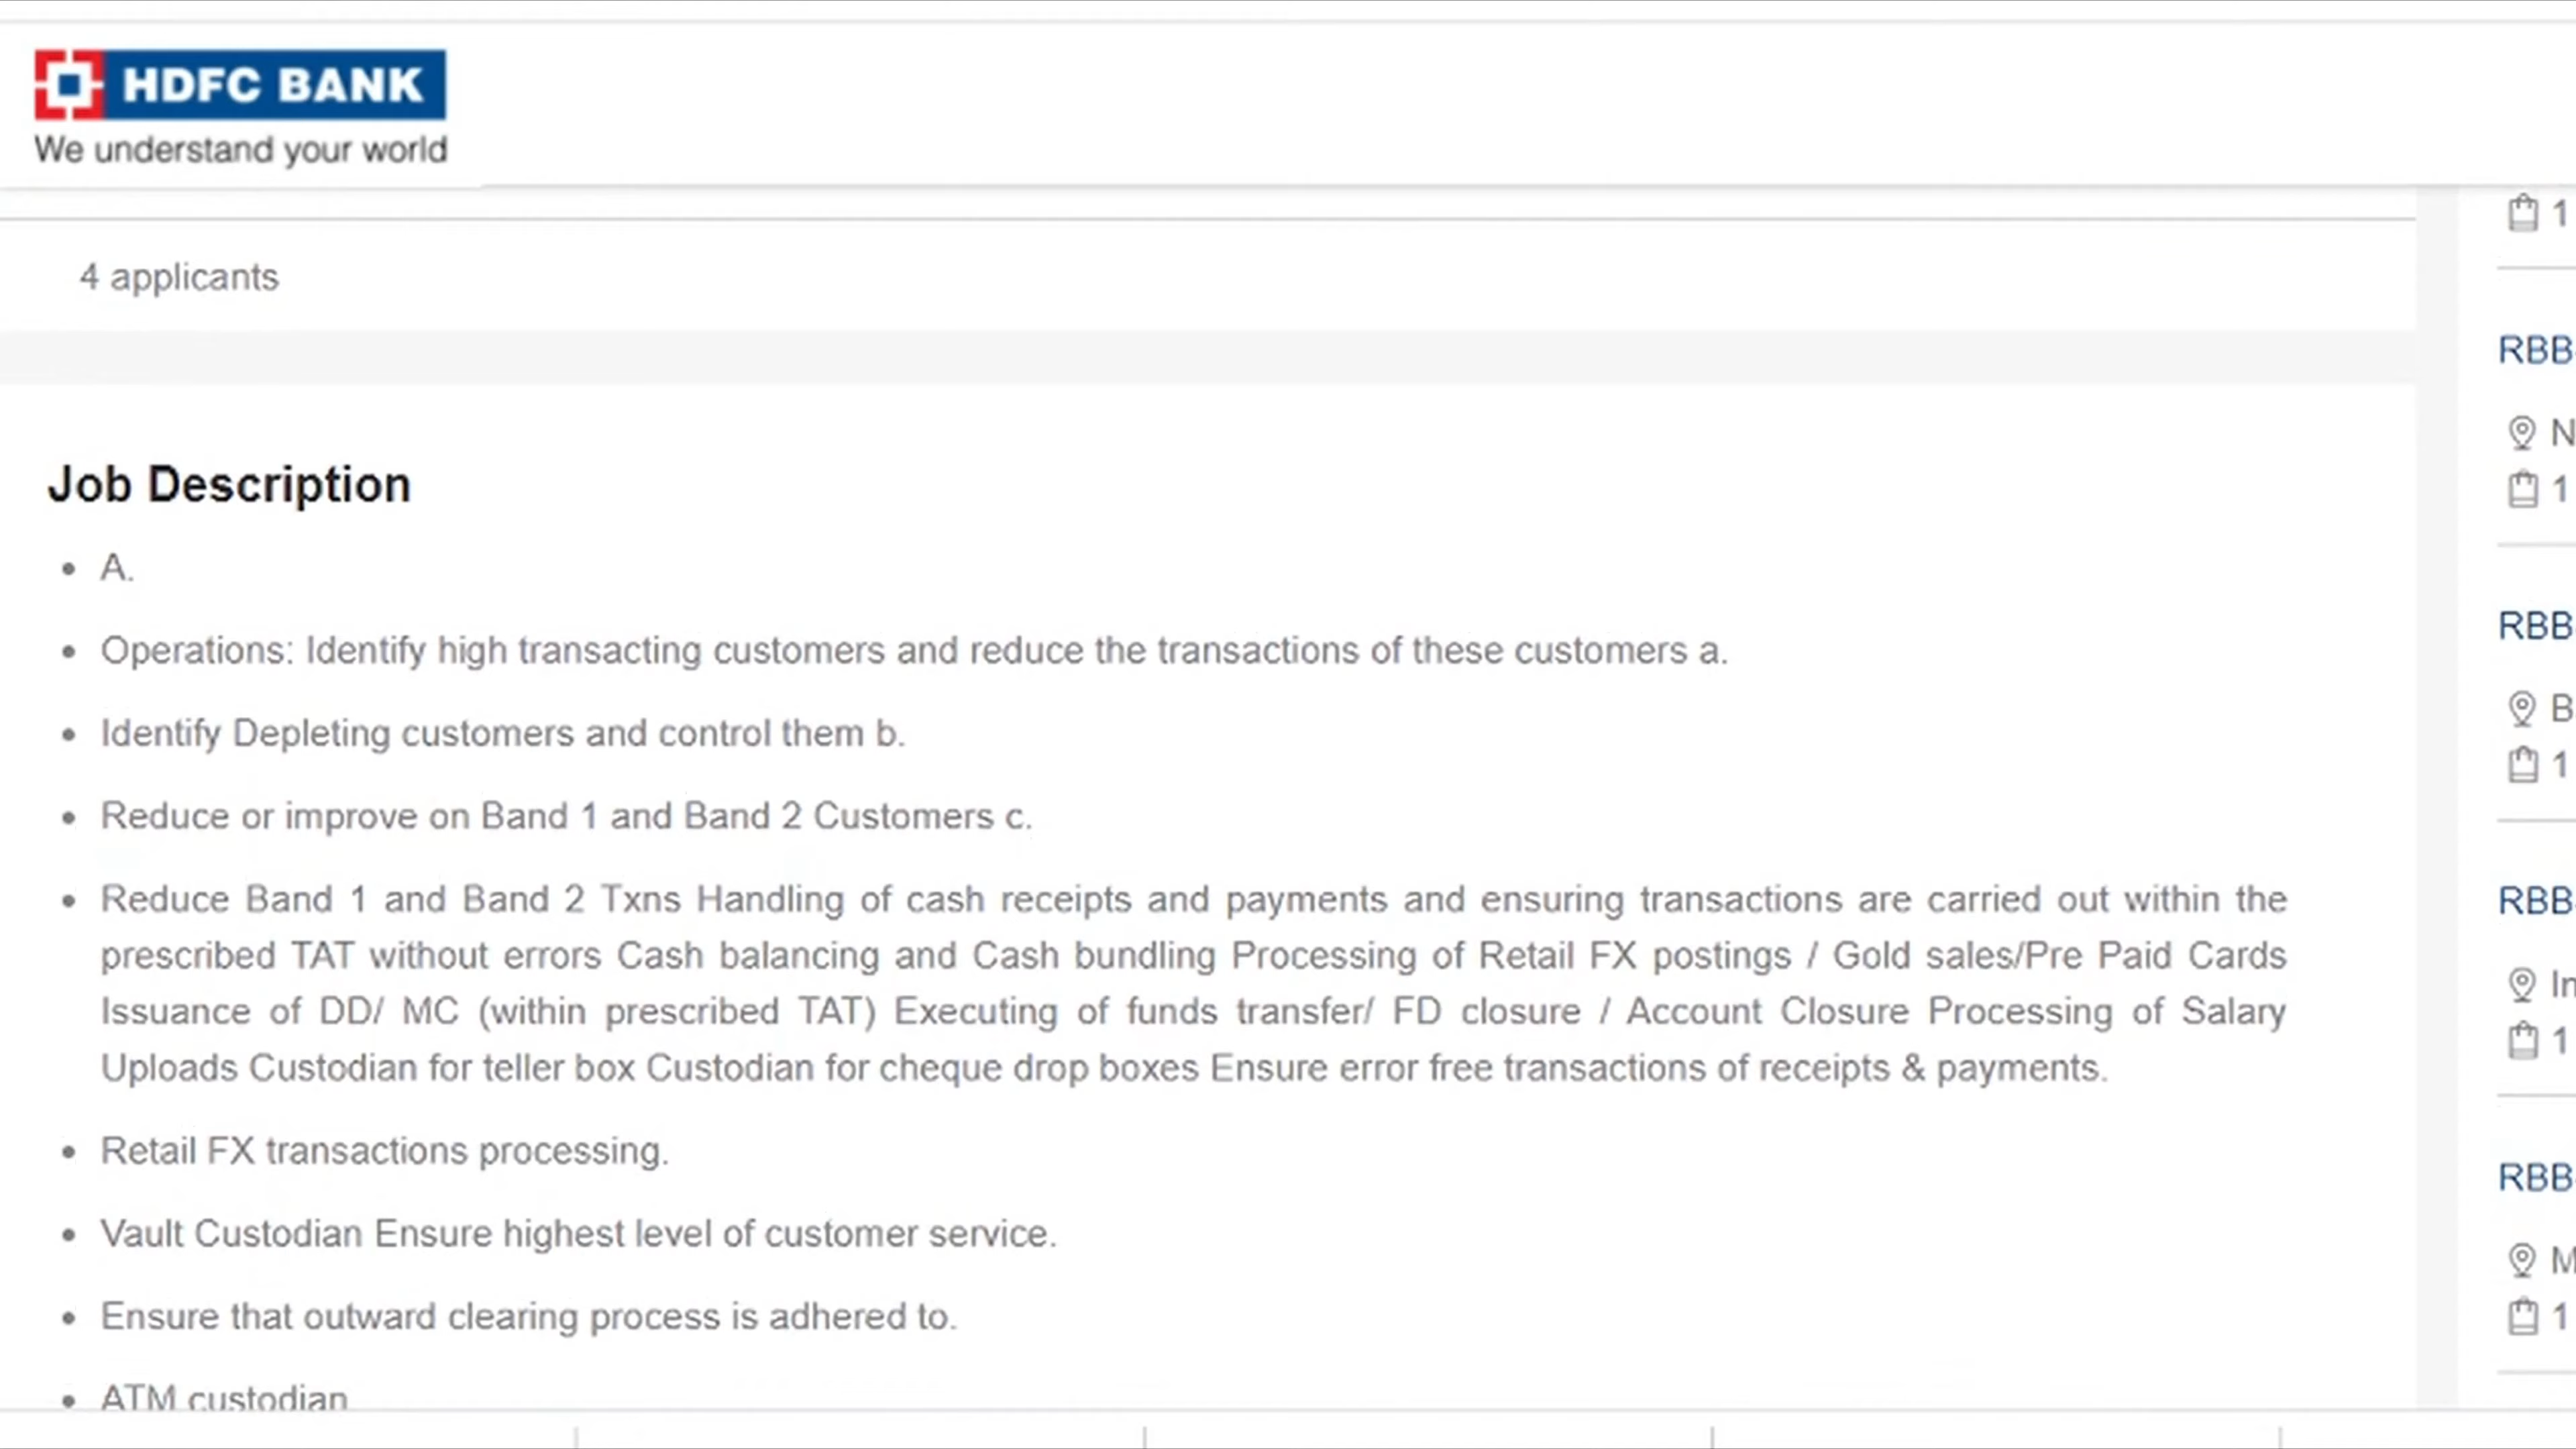 HDFC BANK
We understand your world
4 applicants
Job Description
• A.
• Operations: Identify high transacting customers and reduce the transactions of these customers a.
• Identify Depleting customers and control them b.
• Reduce or improve on Band 1 and Band 2 Customers c.
• Reduce Band 1 and Band 2 Txns Handling of cash receipts and payments and ensuring transactions are carried out within the
prescribed TAT without errors Cash balancing and Cash bundling Processing of Retail FX postings / Gold sales/Pre Paid Cards
Issuance of DD/ MC (within prescribed TAT) Executing of funds transfer/ FD closure / Account Closure Processing of Salary
Uploads Custodian for teller box Custodian for cheque drop boxes Ensure error free transactions of receipts & payments.
• Retail FX transactions processing.
• Vault Custodian Ensure highest level of customer service.
• Ensure that outward clearing process is adhered to.
• ATM custodian
1
RBB
1
RBB
B
1
RBB
In
1
RBB
1